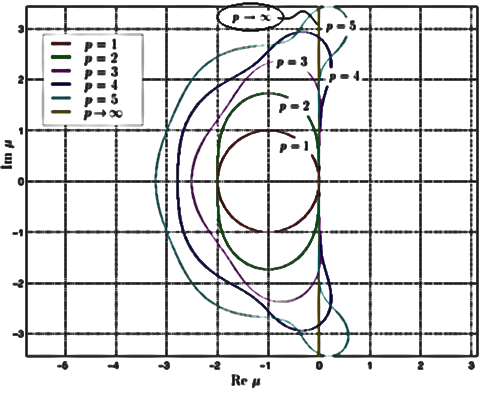 p → ∞
p = 5
p = 1
p = 2
p = 3
p = 4
p = 5
p → ∞
p = 3
p = 4
p = 2
p = 1
3
2
1
0
−1
−2
−3
Im μ
−5 −4 −3 −2 −1 0 1 2 3
Re μ